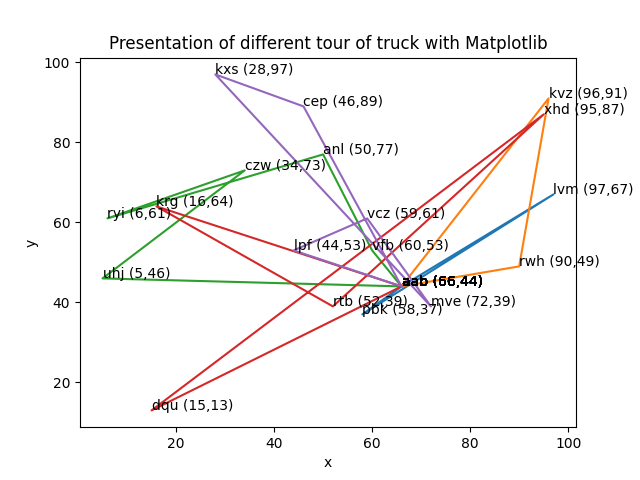 Presentation of different tour of truck with Matplotlib
100
kxs (28,97)
kvz (96,91)
cep (46,89)
xhd (95,87)
80
anl (50,77)
czw (34,73)
lvm (97,67)
krg (16,64)
ryi (6,61)
vcz (59,61)
60
lpf (44,53)
vfb (60,53)
y
rwh (90,49)
uhj (5,46)
aab (66,44)
40
rtb (52,39)
mve (72,39)
pbk (58,37)
20
dqu (15,13)
20 40 60 80 100
x